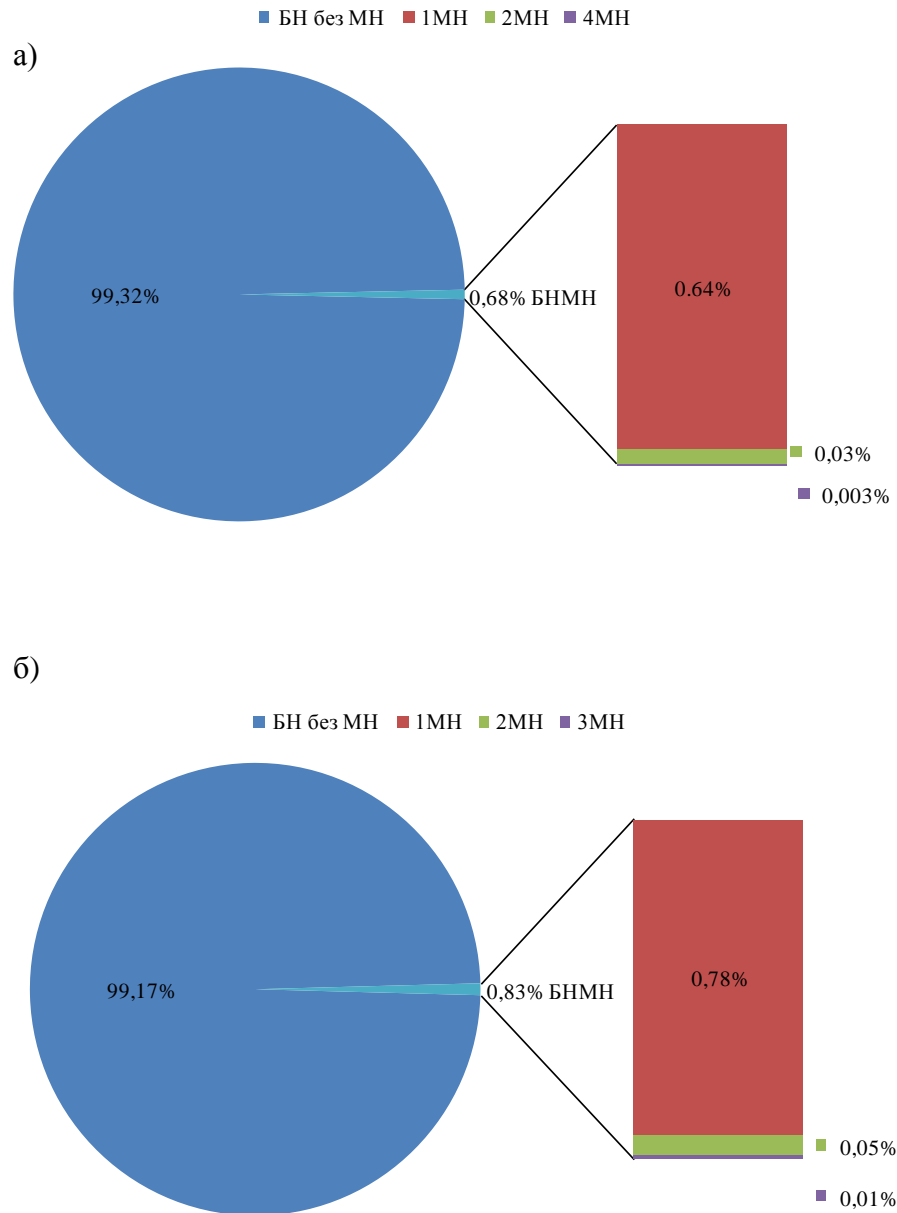 БН без МН 1МН 2МН 4МН
а)
99,32%
0,68% БНМН
0.64%
0,03%
0,003%
б)
БН без МН 1МН 2МН 3МН
99,17%
0,83% БНМН
0,78%
0,05%
0,01%